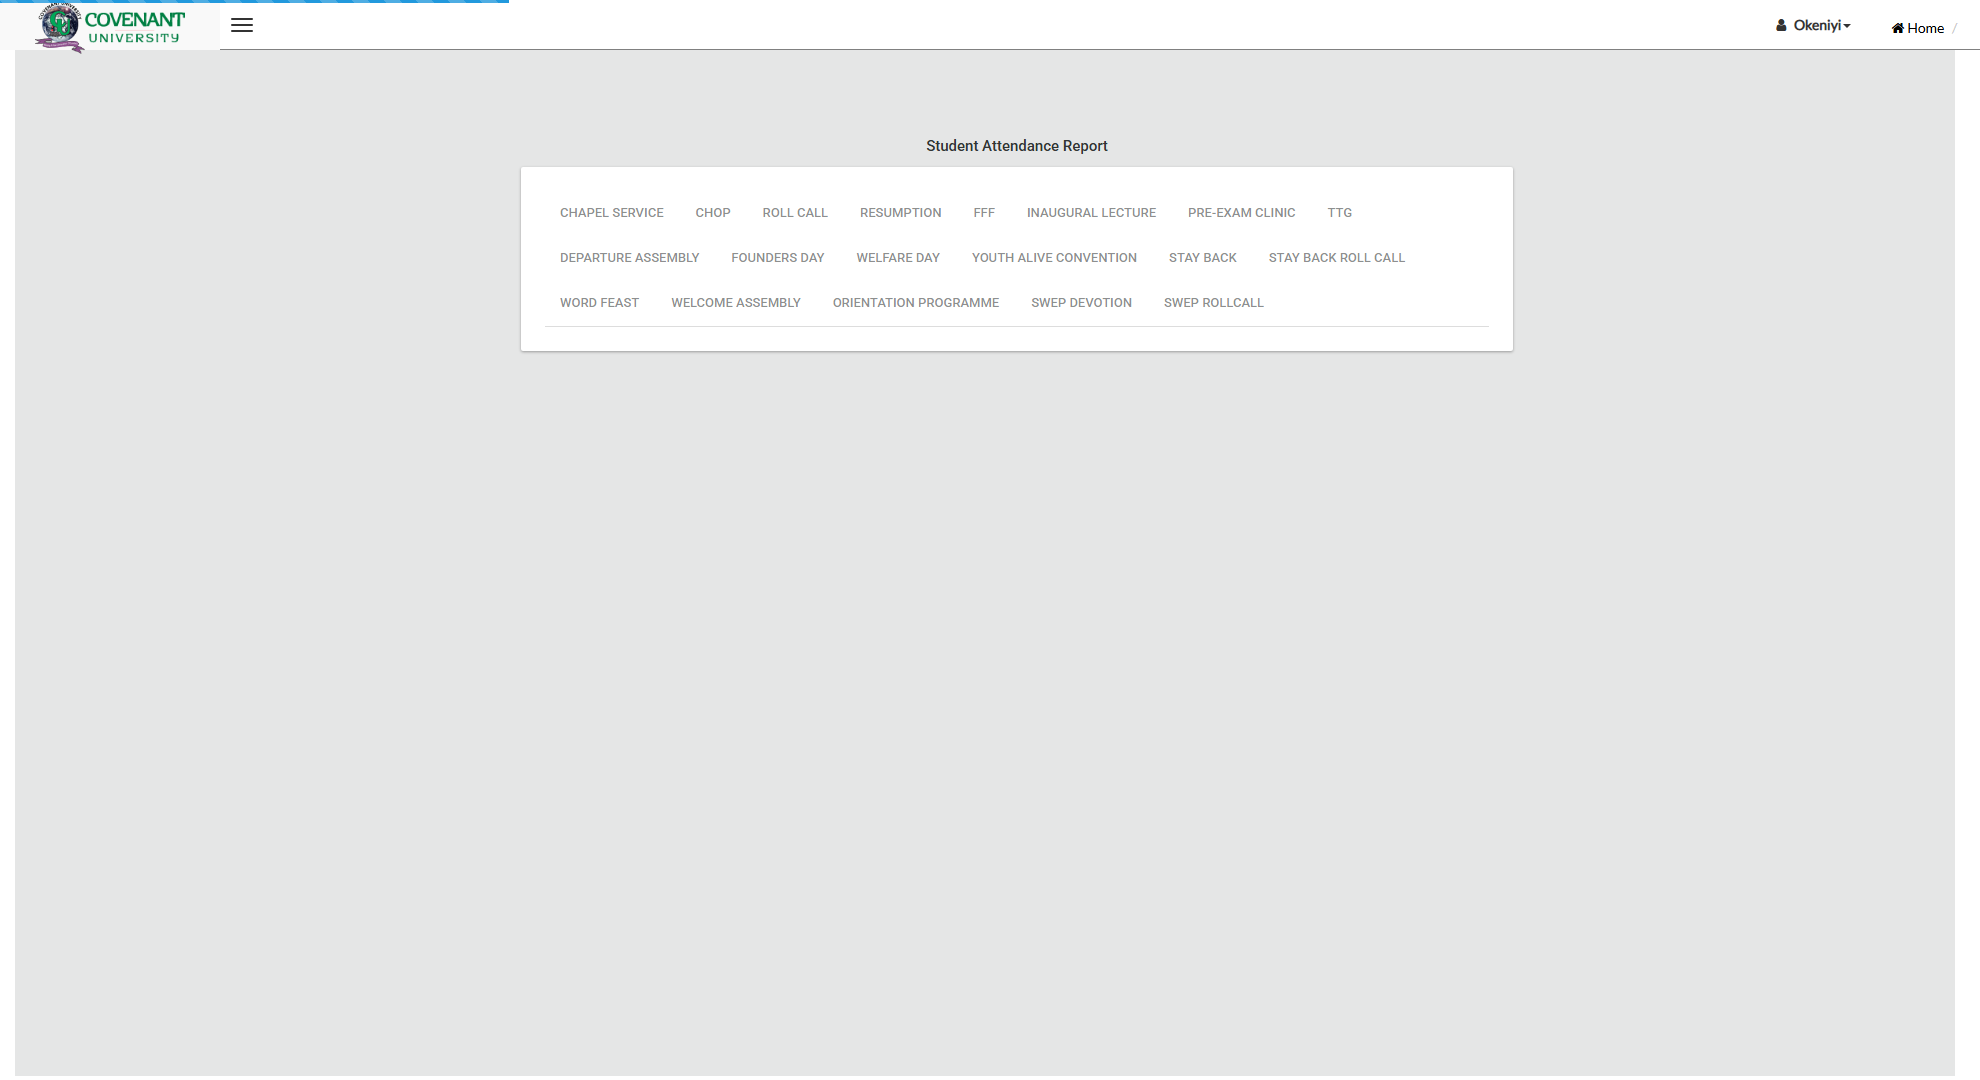 COVENANT
UNIVERSITY
Okeniyi
Home /
Student Attendance Report
CHAPEL SERVICE CHOP ROLL CALL RESUMPTION FFF INAUGURAL LECTURE PRE-EXAM CLINIC TTG
DEPARTURE ASSEMBLY FOUNDERS DAY WELFARE DAY YOUTH ALIVE CONVENTION STAY BACK STAY BACK ROLL CALL
WORD FEAST WELCOME ASSEMBLY ORIENTATION PROGRAMME SWEP DEVOTION SWEP ROLLCALL